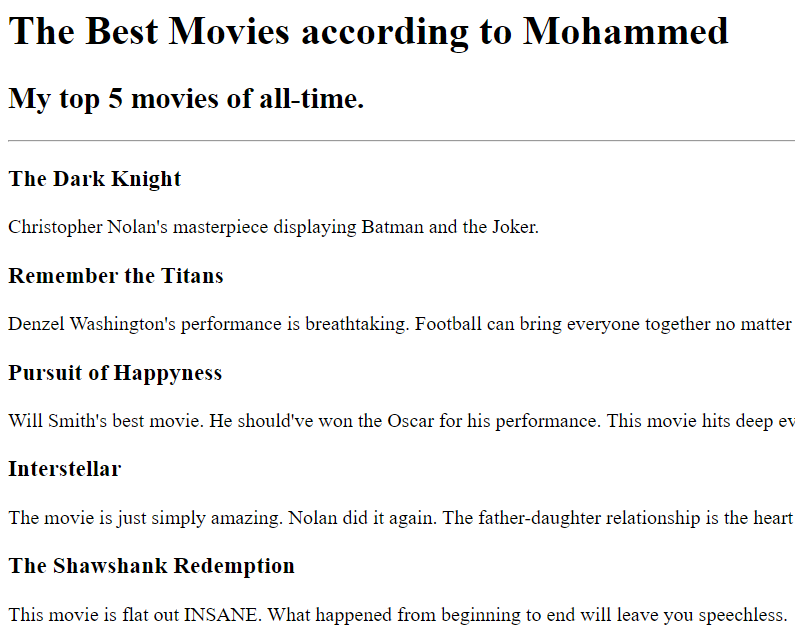 The Best Movies according to Mohammed
My top 5 movies of all-time.
The Dark Knight
Christopher Nolan's masterpiece displaying Batman and the Joker.
Remember the Titans
Denzel Washington's performance is breathtaking. Football can bring everyone together no matter
Pursuit of Happyness
Will Smith's best movie. He should've won the Oscar for his performance. This movie hits deep
Interstellar
The movie is just simply amazing. Nolan did it again. The father-daughter relationship is the heart
The Shawshank Redemption
This movie is flat out INSANE. What happened from beginning to end will leave you speechless.